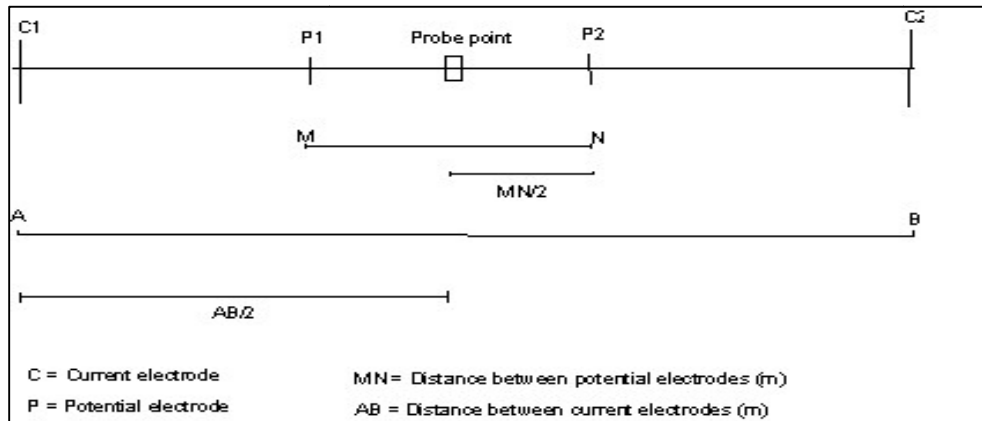 C1
C2
P1
Probe point
P2
M
N
MN/2
A
B
AB/2
C = Current electrode
MN= Distance between potential electrodes (m)
P = Potential electrode
AB = Distance between current electrodes (m)